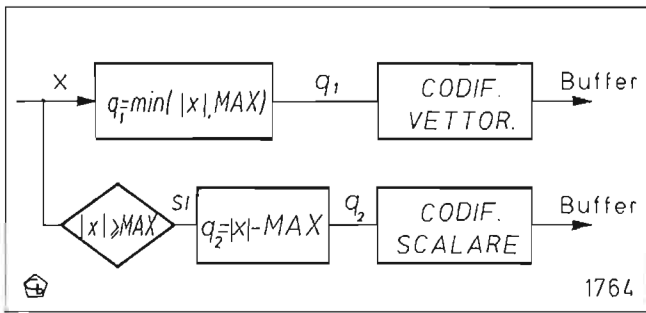 x
q₁=min( |x|, MAX)
q₁
CODIF.
VETTOR.
Buffer
|x|⩾MAX
SI
q₂=|x|-MAX
q₂
CODIF.
SCALARE
Buffer
1764